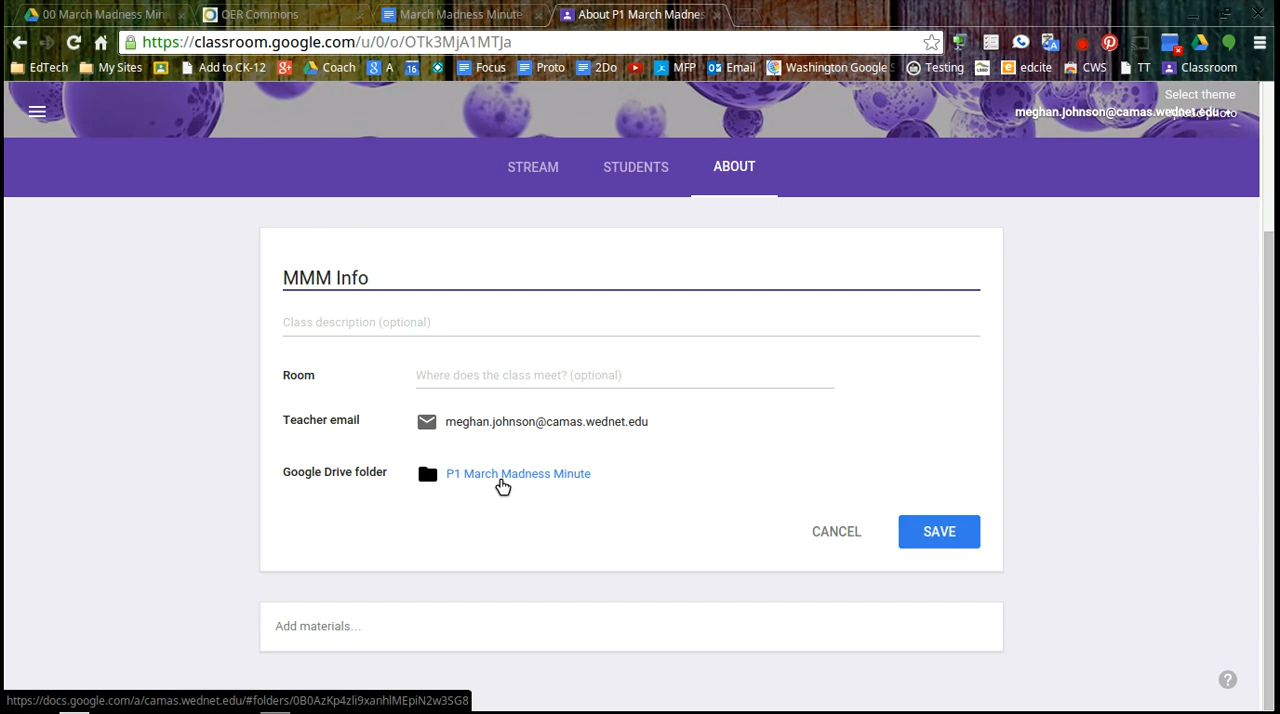 00 March Madness Min
OER Commons
March Madness Minute
About P1 March Madnes
https://classroom.google.com/u/0/o/OTk3MjA1MTJa
EdTech My Sites Add to CK-12 Coach A 16 Focus Proto 2Do MFP Email Washington Google Testing edcite CWS TT Classroom
Select theme
meghan.johnson@camas.wednet.edu
STREAM STUDENTS ABOUT
MMM Info
Class description (optional)
Room Where does the class meet? (optional)
Teacher email meghan.johnson@camas.wednet.edu
Google Drive folder P1 March Madness Minute
CANCEL SAVE
Add materials…
https://docs.google.com/a/camas.wednet.edu/#folders/0B0AzKp4zli9xanhlMEpiN2w3SG8